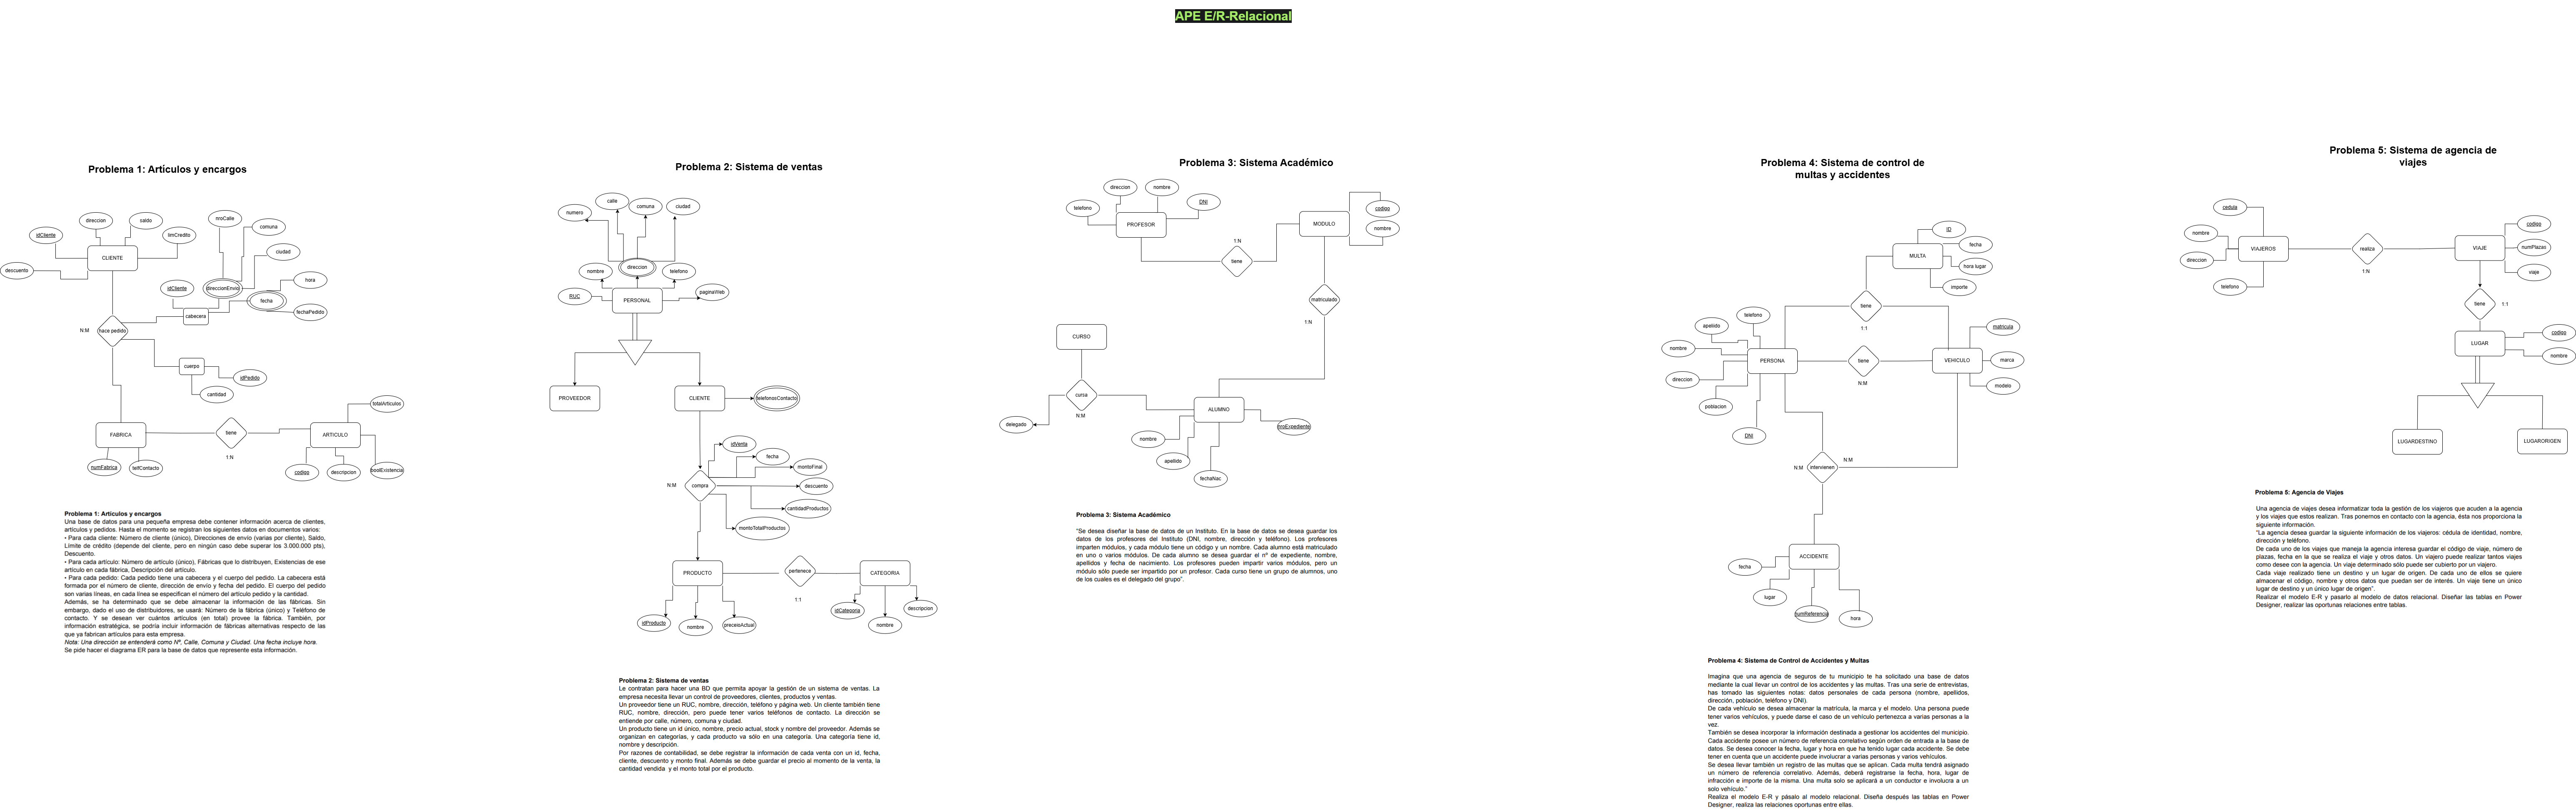 APE E/R-Relacional
Problema 1: Artículos y encargos
nroCalle
direccion
saldo
comuna
idCliente
limCredito
ciudad
CLIENTE
descuento
hora
idCliente
direccionEnvio
fecha
cabecera
fechaPedido
N:M
hace pedido
cuerpo
idPedido
cantidad
totalArticulos
FABRICA
tiene
ARTICULO
1:N
numFabrica
telfContacto
codigo
descripcion
boolExistencia
Problema 1: Artículos y encargos
Una base de datos para una pequeña empresa debe contener información acerca de clientes,
artículos y pedidos. Hasta el momento se registran los siguientes datos en documentos varios:
• Para cada cliente: Número de cliente (único), Direcciones de envío (varias por cliente), Saldo,
Límite de crédito (depende del cliente, pero en ningún caso debe superar los 3.000.000 pts),
Descuento.
• Para cada artículo: Número de artículo (único), Fábricas que lo distribuyen, Existencias de ese
artículo en cada fábrica, Descripción del artículo.
• Para cada pedido: Cada pedido tiene una cabecera y el cuerpo del pedido. La cabecera está
formada por el número de cliente, dirección de envío y fecha del pedido. El cuerpo del pedido
son varias líneas, en cada línea se especifican el número del artículo pedido y la cantidad.
Además, se ha determinado que se debe almacenar la información de las fábricas. Sin
embargo, dado el uso de distribuidores, se usará: Número de la fábrica (único) y Teléfono de
contacto. Y se desean ver cuántos artículos (en total) provee la fábrica. También, por
información estratégica, se podría incluir información de fábricas alternativas respecto de las
que ya fabrican artículos para esta empresa.
Nota: Una dirección se entenderá como Nº, Calle, Comuna y Ciudad. Una fecha incluye hora.
Se pide hacer el diagrama ER para la base de datos que represente esta información.
Problema 2: Sistema de ventas
calle
comuna
ciudad
numero
nombre
direccion
telefono
RUC
PERSONAL
paginaWeb
PROVEEDOR
CLIENTE
telefonosContacto
idVenta
fecha
montoFinal
N:M
compra
descuento
cantidadProductos
montoTotalProductos
PRODUCTO
pertenece
CATEGORIA
1:1
idProducto
nombre
preceioActual
idCategoria
nombre
descripcion
Problema 2: Sistema de ventas
Le contratan para hacer una BD que permita apoyar la gestión de un sistema de ventas. La
empresa necesita llevar un control de proveedores, clientes, productos y ventas.
Un proveedor tiene un RUC, nombre, dirección, teléfono y página web. Un cliente también tiene
RUC, nombre, dirección, pero puede tener varios teléfonos de contacto. La dirección se
entiende por calle, número, comuna y ciudad.
Un producto tiene un id único, nombre, precio actual, stock y nombre del proveedor. Además se
organizan en categorías, y cada producto va sólo en una categoría. Una categoría tiene id,
nombre y descripción.
Por razones de contabilidad, se debe registrar la información de cada venta con un id, fecha,
cliente, descuento y monto final. Además se debe guardar el precio al momento de la venta, la
cantidad vendida y el monto total por el producto.
Problema 3: Sistema Académico
direccion
nombre
DNI
telefono
PROFESOR
MODULO
codigo
nombre
1:N
tiene
matriculado
1:N
CURSO
cursa
N:M
delegado
ALUMNO
nombre
apellido
fechaNac
nroExpediente
Problema 3: Sistema Académico
"Se desea diseñar la base de datos de un Instituto. En la base de datos se desea guardar los
datos de los profesores del Instituto (DNI, nombre, dirección y teléfono). Los profesores
imparten módulos, y cada módulo tiene un código y un nombre. Cada alumno está matriculado
en uno o varios módulos. De cada alumno se desea guardar el nº de expediente, nombre,
apellidos y fecha de nacimiento. Los profesores pueden impartir varios módulos, pero un
módulo sólo puede ser impartido por un profesor. Cada curso tiene un grupo de alumnos, uno
de los cuales es el delegado del grupo".
Problema 4: Sistema de control de
multas y accidentes
ID
fecha
MULTA
hora lugar
importe
tiene
1:1
telefono
apellido
nombre
matricula
PERSONA
tiene
VEHICULO
marca
N:M
direccion
modelo
poblacion
DNI
N:M
N:M
intervienen
ACCIDENTE
fecha
lugar
numReferencia
hora
Problema 4: Sistema de Control de Accidentes y Multas
Imagina que una agencia de seguros de tu municipio te ha solicitado una base de datos
mediante la cual llevar un control de los accidentes y las multas. Tras una serie de entrevistas,
has tomado las siguientes notas: datos personales de cada persona (nombre, apellidos,
dirección, población, teléfono y DNI).
De cada vehículo se desea almacenar la matrícula, la marca y el modelo. Una persona puede
tener varios vehículos, y puede darse el caso de un vehículo pertenezca a varias personas a la
vez.
También se desea incorporar la información destinada a gestionar los accidentes del municipio.
Cada accidente posee un número de referencia correlativo según orden de entrada a la base de
datos. Se desea conocer la fecha, lugar y hora en que ha tenido lugar cada accidente. Se debe
tener en cuenta que un accidente puede involucrar a varias personas y varios vehículos.
Se desea llevar también un registro de las multas que se aplican. Cada multa tendrá asignado
un número de referencia correlativo. Además, deberá registrarse la fecha, hora, lugar de
infracción e importe de la misma. Una multa solo se aplicará a un conductor e involucra a un
solo vehículo."
Realiza el modelo E-R y pásalo al modelo relacional. Diseña después las tablas en Power
Designer, realiza las relaciones oportunas entre ellas.
Problema 5: Sistema de agencia de
viajes
cedula
nombre
VIAJEROS
direccion
telefono
realiza
1:N
VIAJE
codigo
numPlazas
viaje
tiene
1:1
LUGAR
codigo
nombre
LUGARDESTINO
LUGARORIGEN
Problema 5: Agencia de Viajes
Una agencia de viajes desea informatizar toda la gestión de los viajeros que acuden a la agencia
y los viajes que estos realizan. Tras ponernos en contacto con la agencia, ésta nos proporciona la
siguiente información.
"La agencia desea guardar la siguiente información de los viajeros: cédula de identidad, nombre,
dirección y teléfono.
De cada uno de los viajes que maneja la agencia interesa guardar el código de viaje, número de
plazas, fecha en la que se realiza el viaje y otros datos. Un viajero puede realizar tantos viajes
como desee con la agencia. Un viaje determinado sólo puede ser cubierto por un viajero.
Cada viaje realizado tiene un destino y un lugar de origen. De cada uno de ellos se quiere
almacenar el código, nombre y otros datos que puedan ser de interés. Un viaje tiene un único
lugar de destino y un único lugar de origen".
Realizar el modelo E-R y pasarlo al modelo de datos relacional. Diseñar las tablas en Power
Designer, realizar las oportunas relaciones entre tablas.